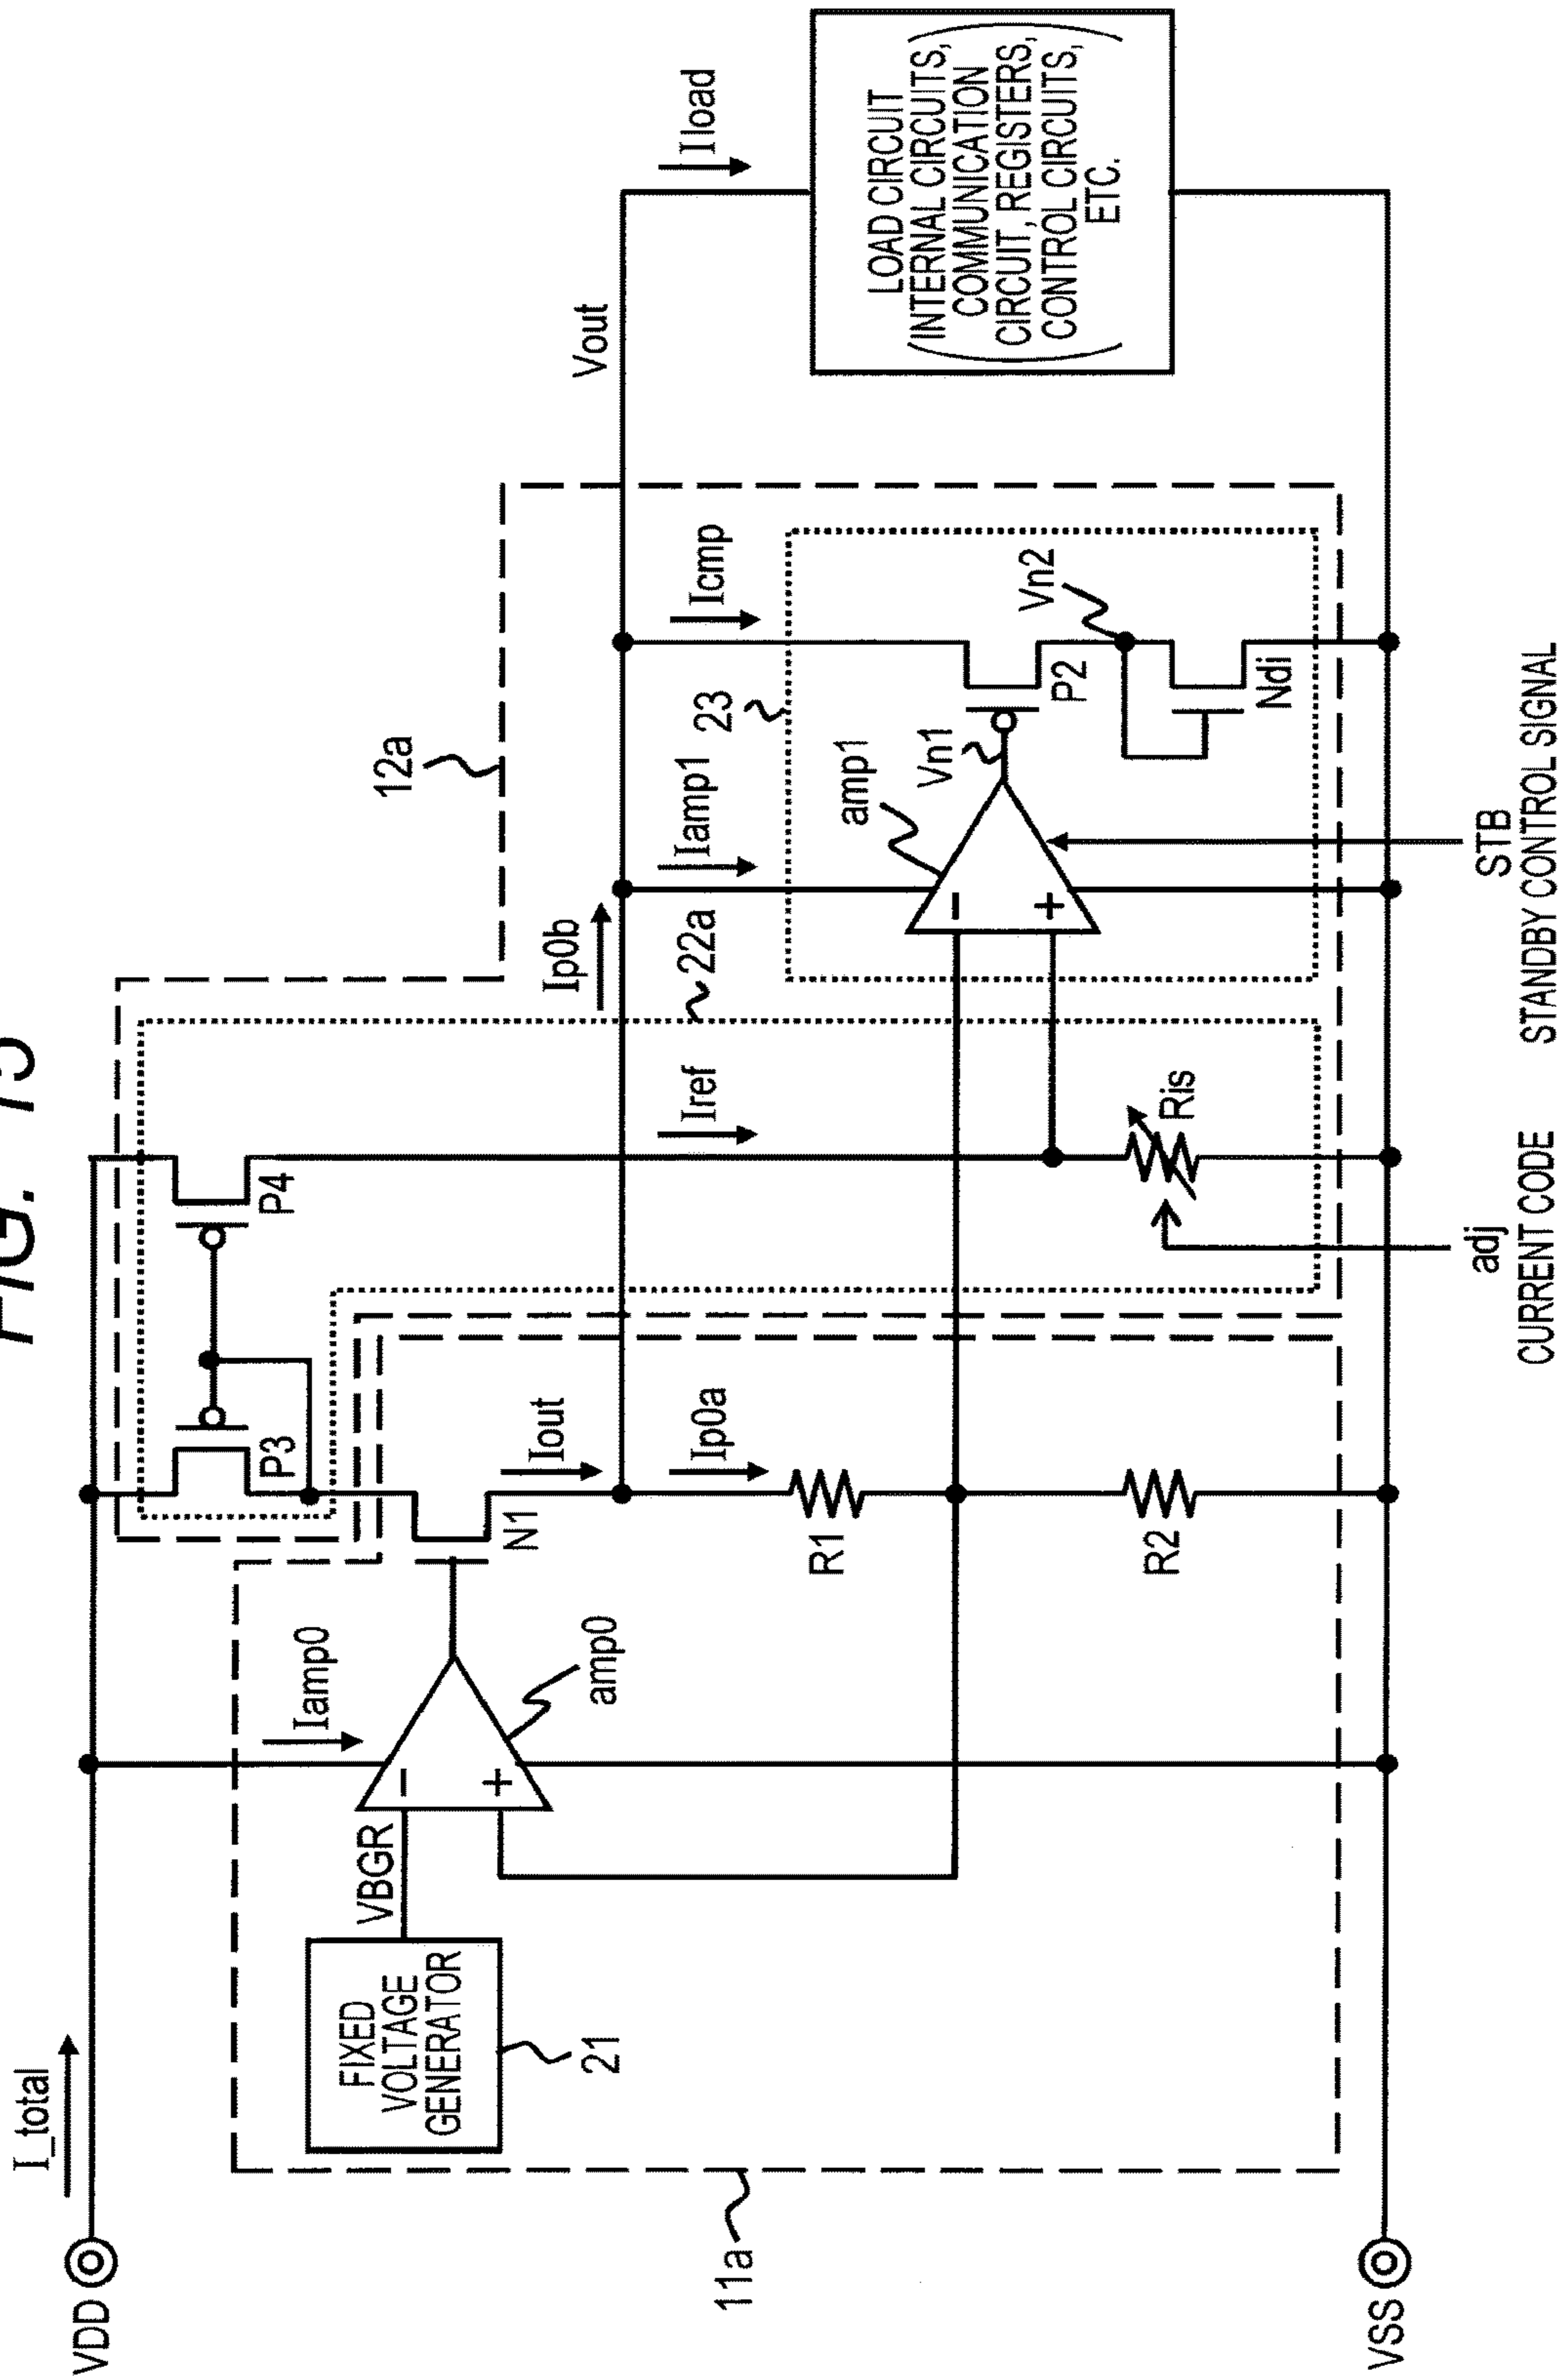 FIG. 15
I_total
VDD
VSS
11a
FIXED
VOLTAGE
GENERATOR
21
VBGR
Iamp0
amp0
N1
P3
P4
Iout
Ip0a
R1
R2
Iref
22a
Ip0b
Ris
adj
CURRENT CODE
12a
Iamp1
23
amp1
Vn1
Icmp
P2
Vn2
Ndi
STB
STANDBY CONTROL SIGNAL
Vout
Iload
LOAD CIRCUIT
(INTERNAL CIRCUITS,
COMMUNICATION
CIRCUIT, REGISTERS,
CONTROL CIRCUITS,
ETC.)